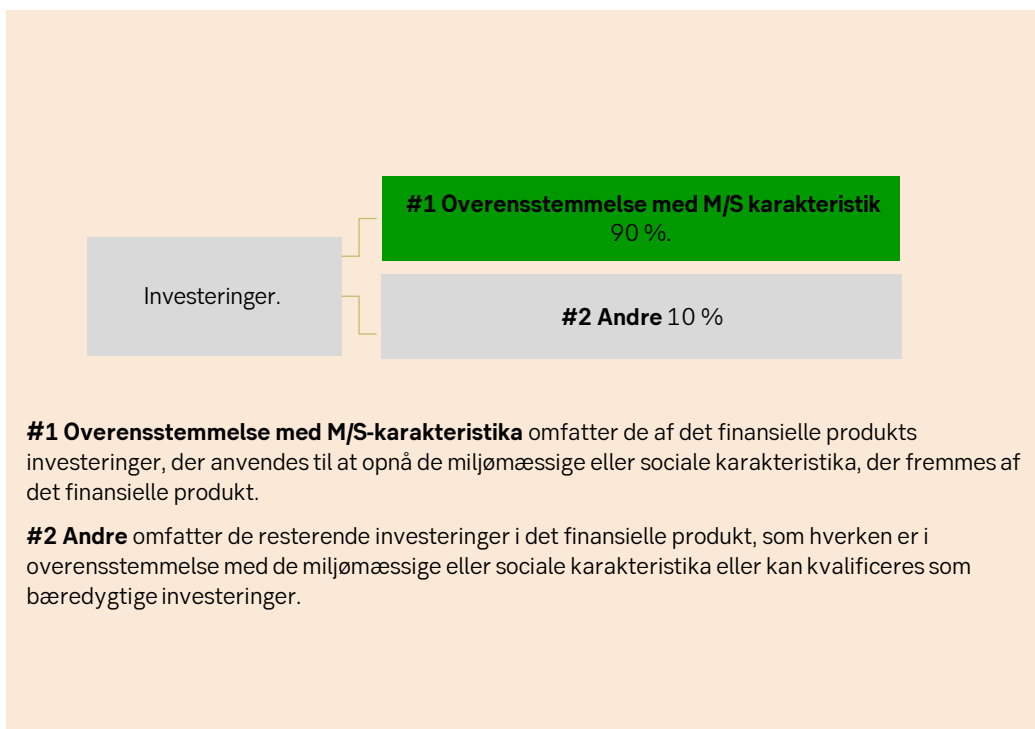 #1 Overensstemmelse med M/S karakteristik
90 %.
Investeringer.
#2 Andre 10 %
#1 Overensstemmelse med M/S-karakteristika omfatter de af det finansielle produkts
investeringer, der anvendes til at opnå de miljømæssige eller sociale karakteristika, der fremmes af
det finansielle produkt.
#2 Andre omfatter de resterende investeringer i det finansielle produkt, som hverken er i
overensstemmelse med de miljømæssige eller sociale karakteristika eller kan kvalificeres som
bæredygtige investeringer.